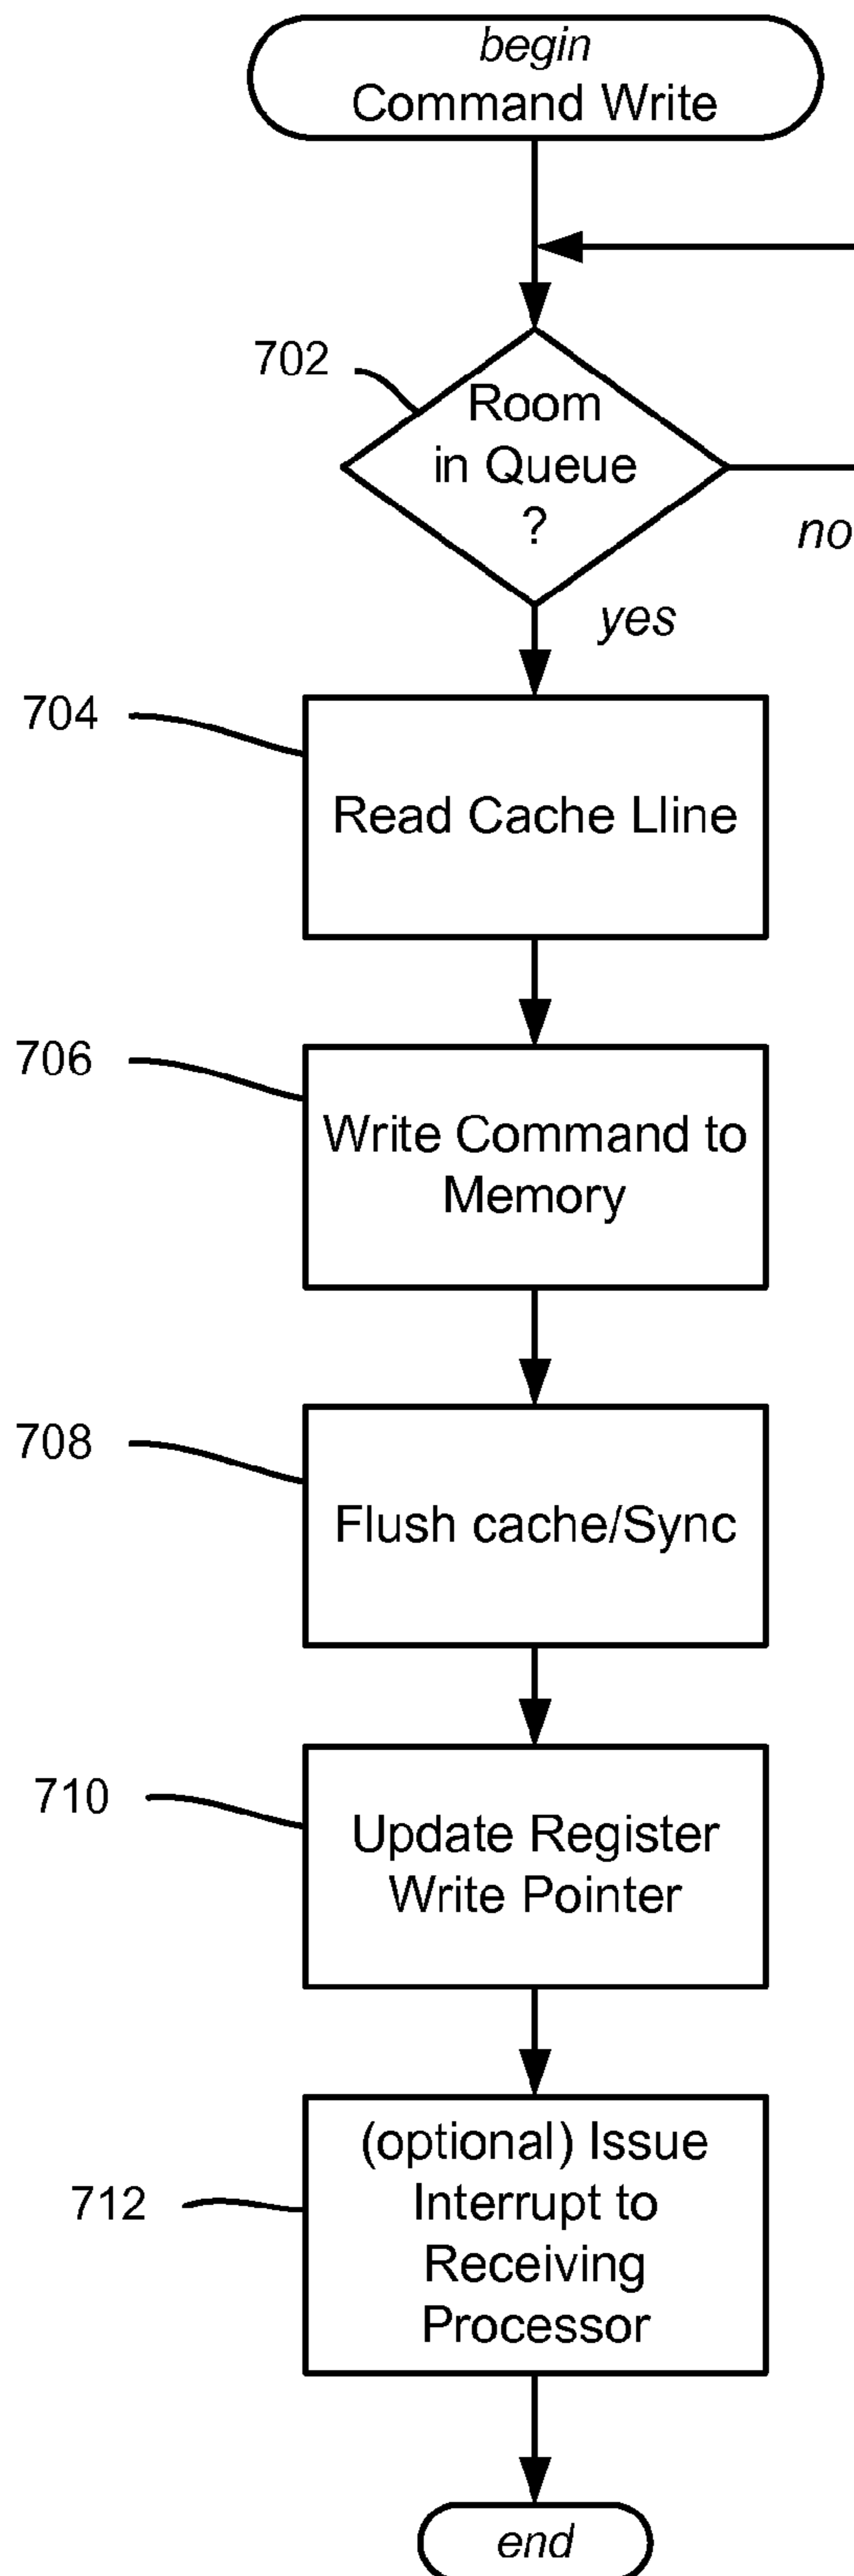 begin
Command Write
702
Room
in Queue
?
no
yes
704
Read Cache Lline
706
Write Command to
Memory
708
Flush cache/Sync
710
Update Register
Write Pointer
712
(optional) Issue
Interrupt to
Receiving
Processor
end